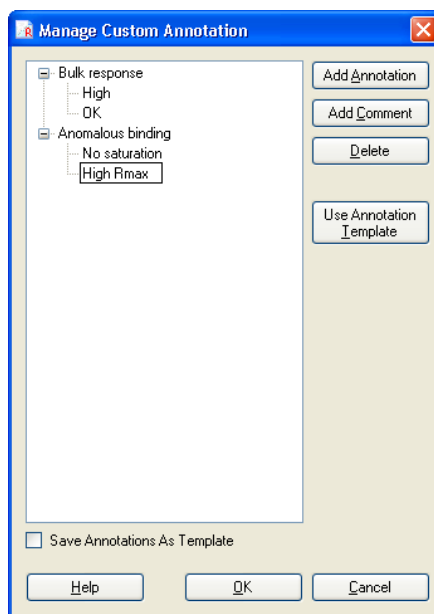 Manage Custom Annotation
Bulk response
High
OK
Anomalous binding
No saturation
High Rmax
Add Annotation
Add Comment
Delete
Use Annotation
Template
Save Annotations As Template
Help
OK
Cancel